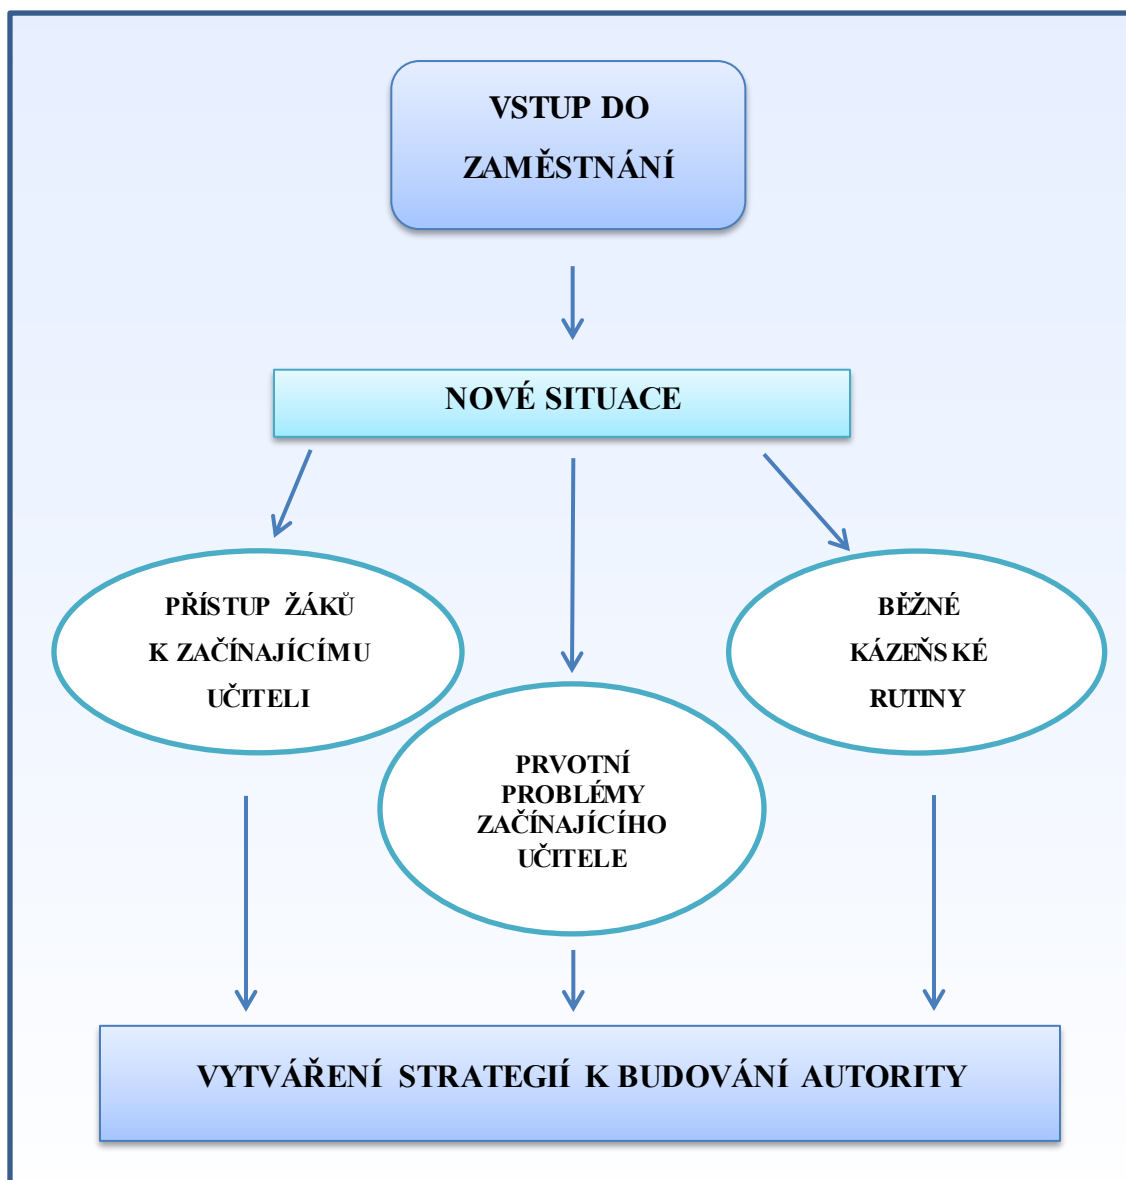 VSTUP DO
ZAMĚSTNÁNÍ
NOVÉ SITUACE
PŘÍSTUP ŽÁKŮ
K ZAČÍNAJÍCÍMU
UČITELI
PRVOTNÍ
PROBLÉMY
ZAČÍNAJÍCÍHO
UČITELE
BĚŽNÉ
KÁZEŇSKÉ
RUTINY
VYTVÁŘENÍ STRATEGIÍ K BUDOVÁNÍ AUTORITY